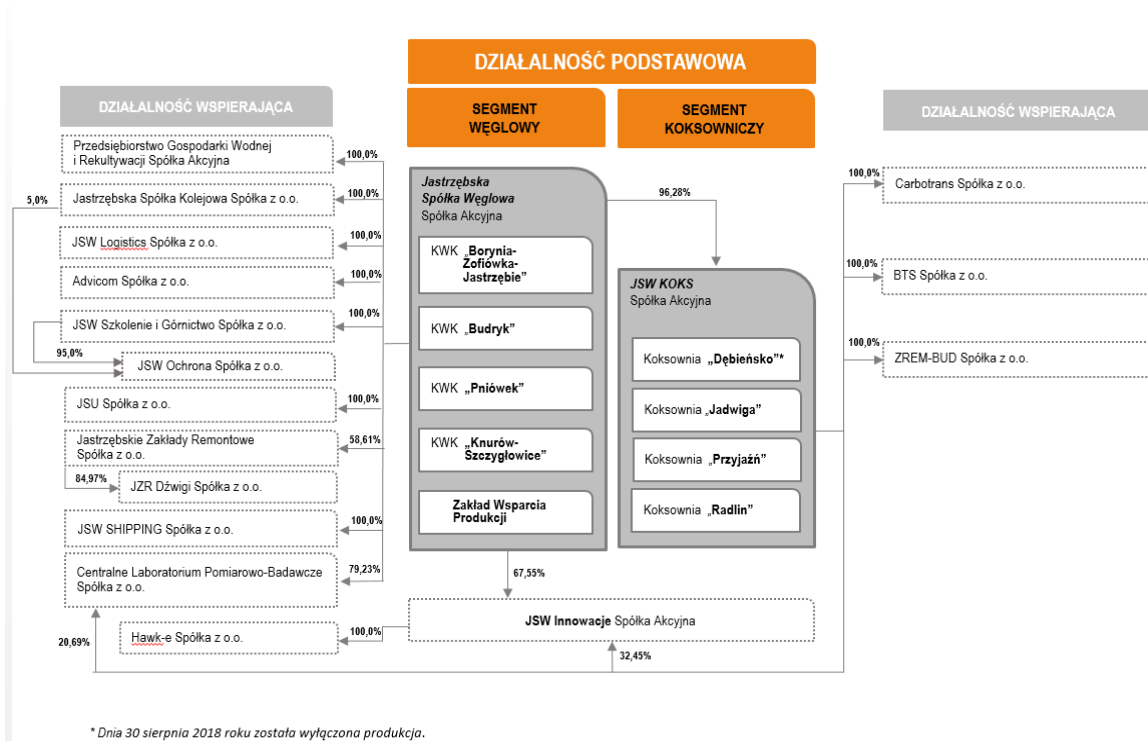 DZIAŁALNOŚĆ PODSTAWOWA
DZIAŁALNOŚĆ WSPIERAJĄCA
SEGMENT
WĘGLOWY
SEGMENT
KOKSOWNICZY
DZIAŁALNOŚĆ WSPIERAJĄCA
Przedsiębiorstwo Gospodarki Wodnej
i Rekultywacji Spółka Akcyjna
100,0%
5,0%
Jastrzębska Spółka Kolejowa Spółka z o.o.
100,0%
JSW Logistics Spółka z o.o.
100,0%
Advicom Spółka z o.o.
100,0%
JSW Szkolenie i Górnictwo Spółka z o.o.
100,0%
95,0%
JSW Ochrona Spółka z o.o.
JSU Spółka z o.o.
100,0%
Jastrzębskie Zakłady Remontowe
Spółka z o.o.
58,61%
84,97%
JZR Dźwigi Spółka z o.o.
JSW SHIPPING Spółka z o.o.
100,0%
Centralne Laboratorium Pomiarowo-Badawcze
Spółka z o.o.
79,23%
20,69%
Hawk-e Spółka z o.o.
100,0%
Jastrzębska
Spółka Węglowa
Spółka Akcyjna
KWK „Borynia-
Zofiówka-
Jastrzębie”
KWK „Budryk”
KWK „Pniówek”
KWK „Knurów-
Szczygłowice”
Zakład Wsparcia
Produkcji
96,28%
JSW KOKS
Spółka Akcyjna
Koksownia „Dębieńsko”*
Koksownia „Jadwiga”
Koksownia „Przyjaźń”
Koksownia „Radlin”
67,55%
JSW Innowacje Spółka Akcyjna
32,45%
100,0%
Carbotrans Spółka z o.o.
100,0%
BTS Spółka z o.o.
100,0%
ZREM-BUD Spółka z o.o.
* Dnia 30 sierpnia 2018 roku została wyłączona produkcja.